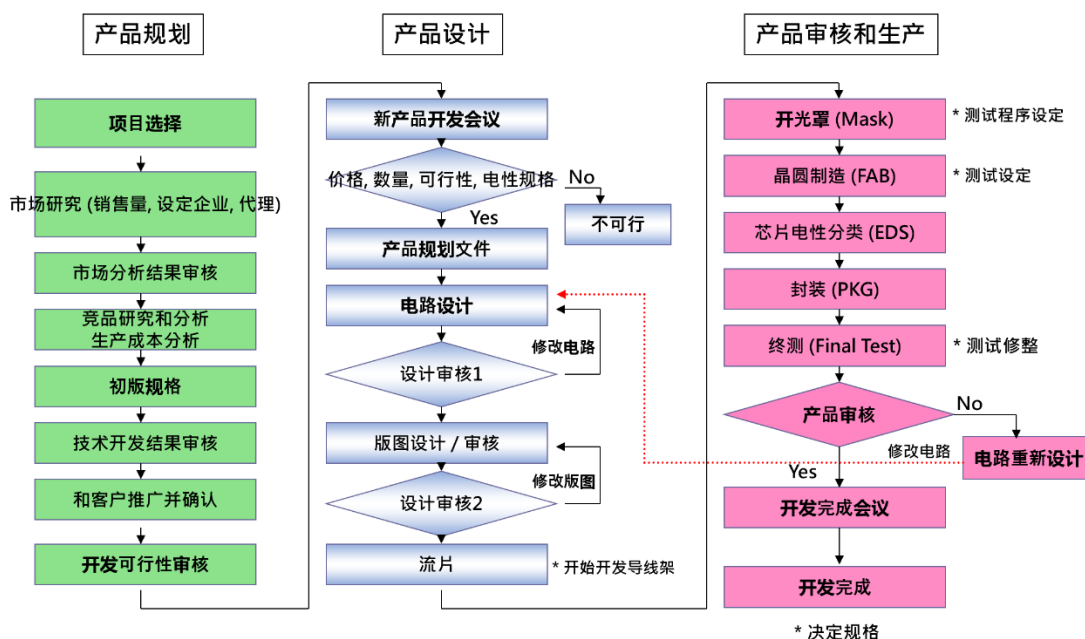 产品规划
项目选择
市场研究 (销售量, 设定企业, 代理)
市场分析结果审核
竞品研究和分析
生产成本分析
初版规格
技术开发结果审核
和客户推广并确认
开发可行性审核
产品设计
新产品开发会议
价格, 数量, 可行性, 电性规格
No
不可行
Yes
产品规划文件
电路设计
修改电路
设计审核1
版图设计 / 审核
修改版图
设计审核2
流片
* 开始开发导线架
产品审核和生产
开光罩 (Mask)
* 测试程序设定
晶圆制造 (FAB)
* 测试设定
芯片电性分类 (EDS)
封装 (PKG)
终测 (Final Test)
* 测试修整
产品审核
No
修改电路
电路重新设计
Yes
开发完成会议
开发完成
* 决定规格